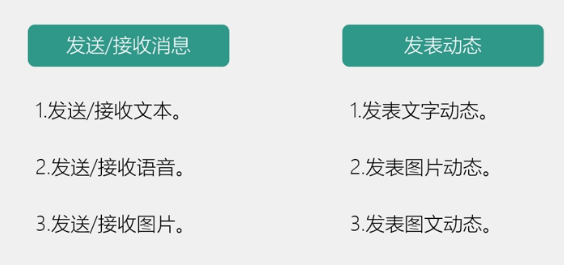 发送/接收消息
1.发送/接收文本。
2.发送/接收语音。
3.发送/接收图片。
发表动态
1.发表文字动态。
2.发表图片动态。
3.发表图文动态。